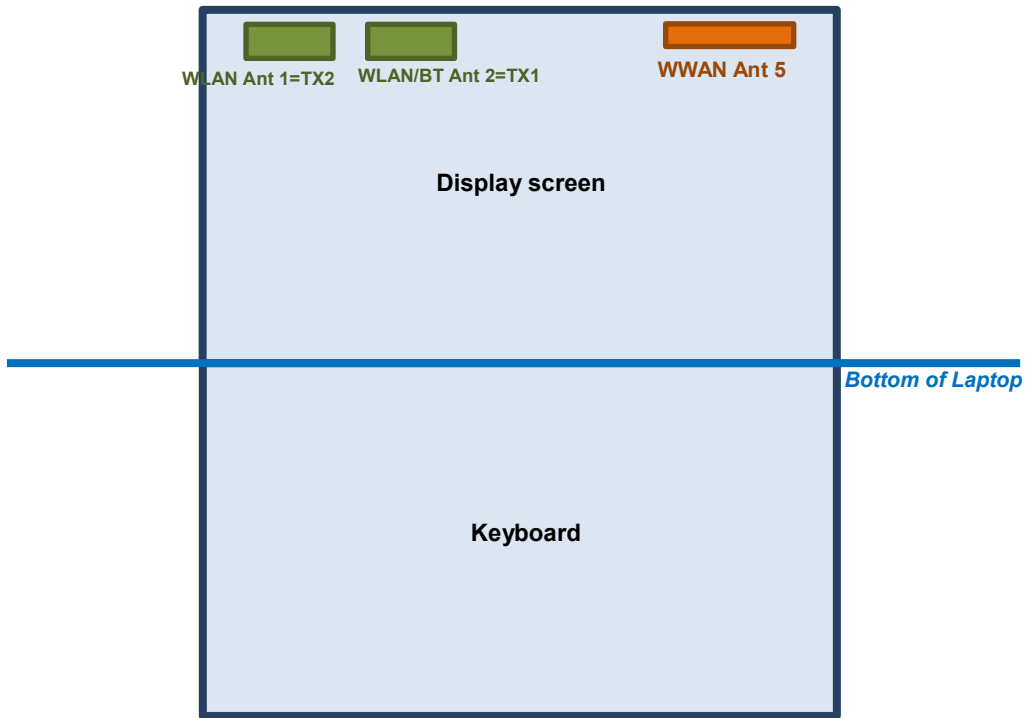 WLAN Ant 1=TX2
WLAN/BT Ant 2=TX1
WWAN Ant 5
Display screen
Bottom of Laptop
Keyboard